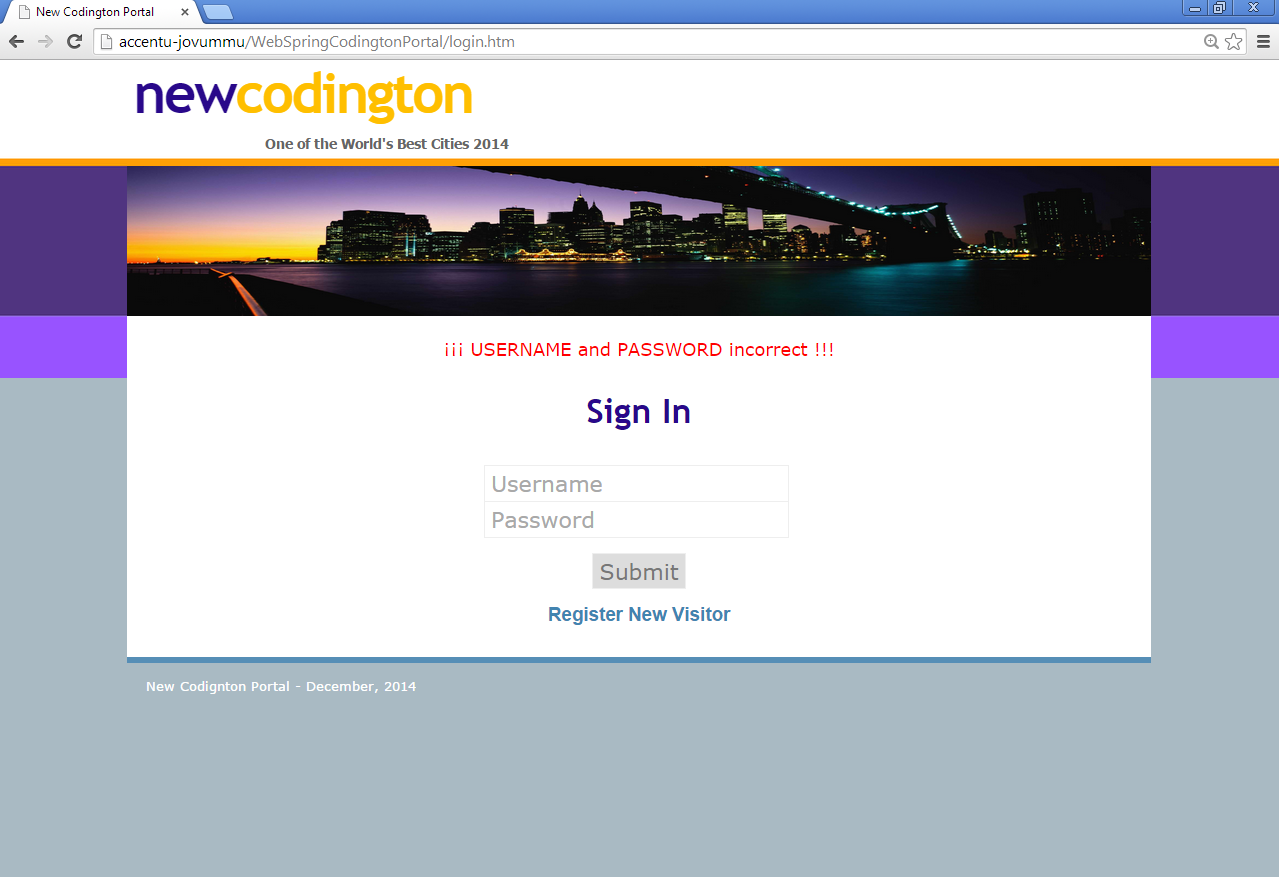 New Codington Portal
accentu-jovummu/WebSpringCodingtonPortal/login.htm
newcodington
One of the World's Best Cities 2014
¡¡¡ USERNAME and PASSWORD incorrect !!!
Sign In
Username
Password
Submit
Register New Visitor
New Codignton Portal - December, 2014